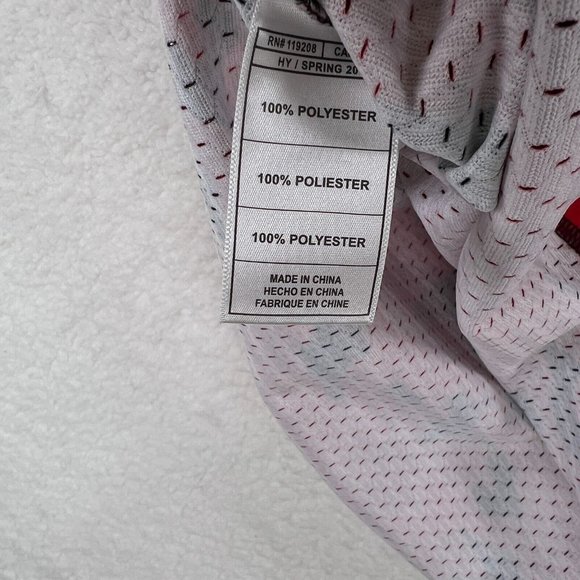 RN# 119208
HY / SPRING 20
100% POLYESTER
100% POLIESTER
100% POLYESTER
MADE IN CHINA
HECHO EN CHINA
FABRIQUE EN CHINE